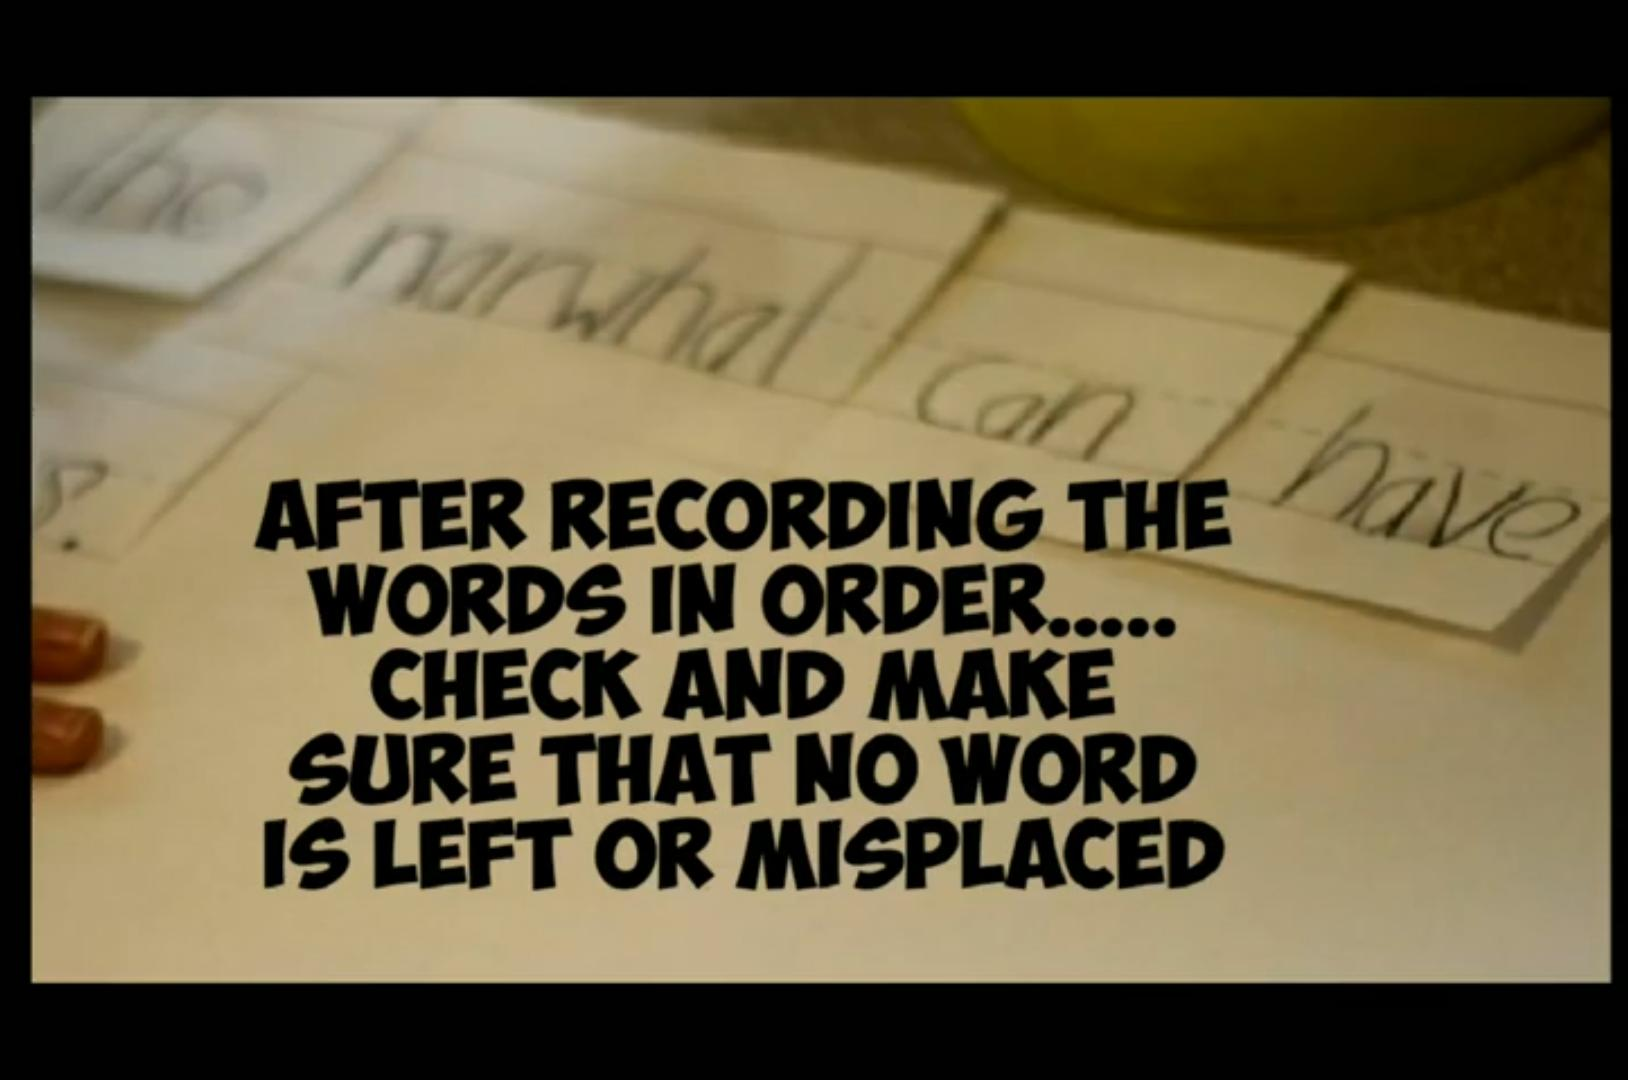 The narwhal can have
s.
AFTER RECORDING THE
WORDS IN ORDER.....
CHECK AND MAKE
SURE THAT NO WORD
IS LEFT OR MISPLACED